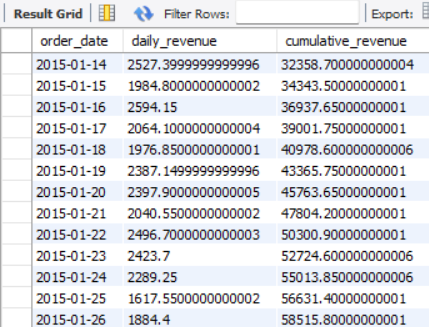 Result Grid Filter Rows: Export:
order_date daily_revenue cumulative_revenue
2015-01-14 2527.3999999999996 32358.700000000004
2015-01-15 1984.8000000000002 34343.50000000001
2015-01-16 2594.15 36937.65000000001
2015-01-17 2064.1000000000004 39001.75000000001
2015-01-18 1976.8500000000001 40978.600000000006
2015-01-19 2387.1499999999996 43365.75000000001
2015-01-20 2397.9000000000005 45763.65000000001
2015-01-21 2040.5500000000002 47804.20000000001
2015-01-22 2496.7000000000003 50300.90000000001
2015-01-23 2423.7 52724.600000000006
2015-01-24 2289.25 55013.850000000006
2015-01-25 1617.5500000000002 56631.40000000001
2015-01-26 1884.4 58515.80000000001